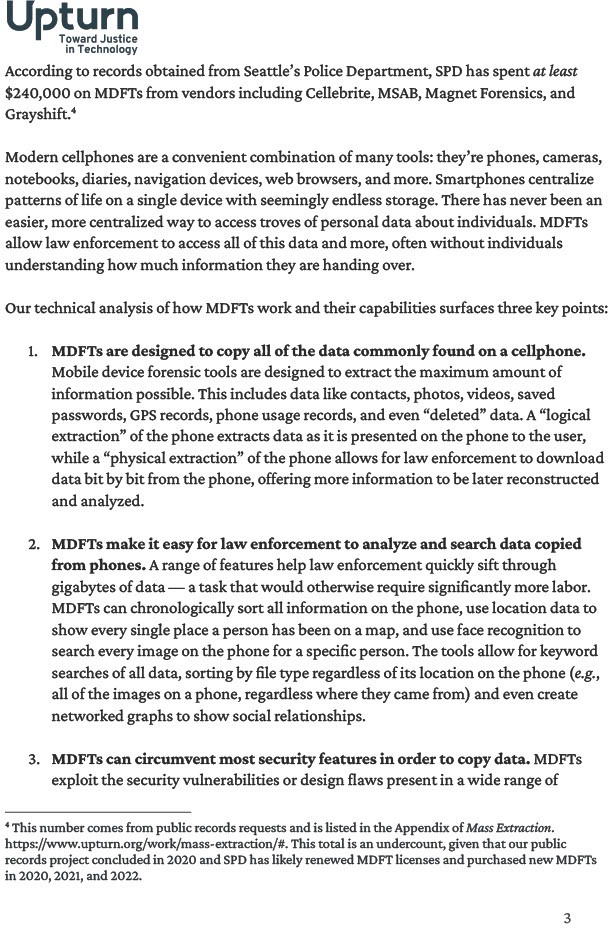 Upturn
Toward Justice
in Technology
According to records obtained from Seattle’s Police Department, SPD has spent at least
$240,000 on MDFTs from vendors including Cellebrite, MSAB, Magnet Forensics, and
Grayshift.⁴
Modern cellphones are a convenient combination of many tools: they’re phones, cameras,
notebooks, diaries, navigation devices, web browsers, and more. Smartphones centralize
patterns of life on a single device with seemingly endless storage. There has never been an
easier, more centralized way to access troves of personal data about individuals. MDFTs
allow law enforcement to access all of this data and more, often without individuals
understanding how much information they are handing over.
Our technical analysis of how MDFTs work and their capabilities surfaces three key points:
1. MDFTs are designed to copy all of the data commonly found on a cellphone.
Mobile device forensic tools are designed to extract the maximum amount of
information possible. This includes data like contacts, photos, videos, saved
passwords, GPS records, phone usage records, and even “deleted” data. A “logical
extraction” of the phone extracts data as it is presented on the phone to the user,
while a “physical extraction” of the phone allows for law enforcement to download
data bit by bit from the phone, offering more information to be later reconstructed
and analyzed.
2. MDFTs make it easy for law enforcement to analyze and search data copied
from phones. A range of features help law enforcement quickly sift through
gigabytes of data — a task that would otherwise require significantly more labor.
MDFTs can chronologically sort all information on the phone, use location data to
show every single place a person has been on a map, and use face recognition to
search every image on the phone for a specific person. The tools allow for keyword
searches of all data, sorting by file type regardless of its location on the phone (e.g.,
all of the images on a phone, regardless where they came from) and even create
networked graphs to show social relationships.
3. MDFTs can circumvent most security features in order to copy data. MDFTs
exploit the security vulnerabilities or design flaws present in a wide range of
⁴ This number comes from public records requests and is listed in the Appendix of Mass Extraction.
https://www.upturn.org/work/mass-extraction/#. This total is an undercount, given that our public
records project concluded in 2020 and SPD has likely renewed MDFT licenses and purchased new MDFTs
in 2020, 2021, and 2022.
3